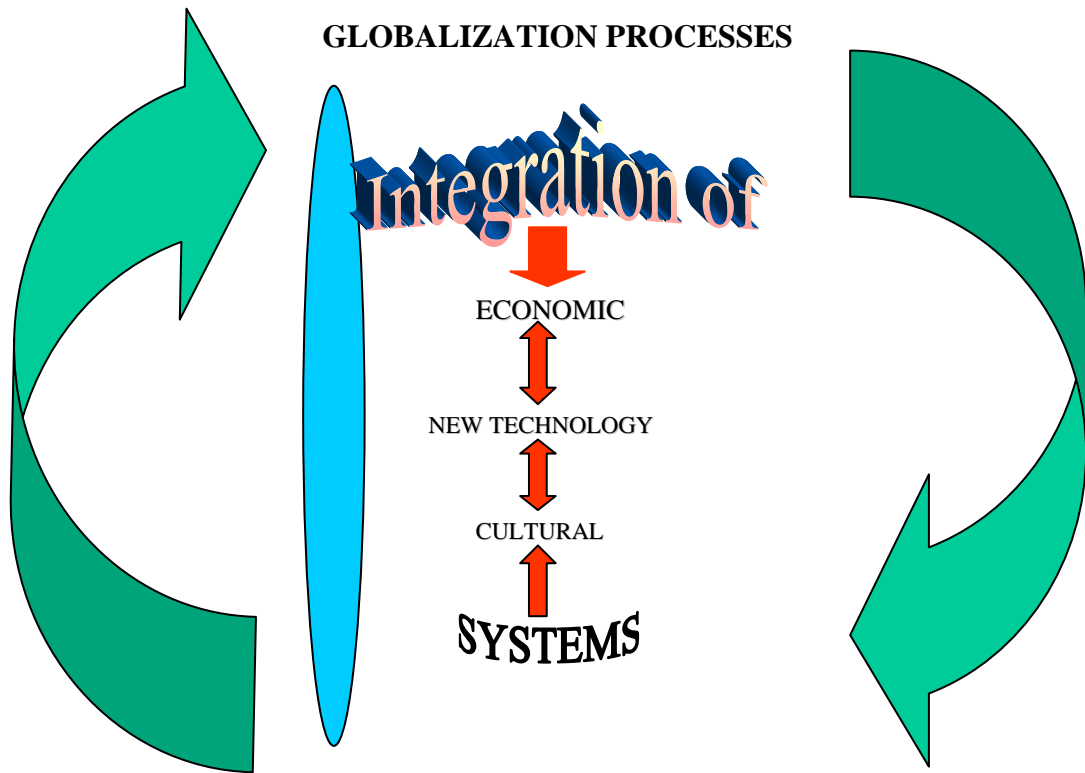 GLOBALIZATION PROCESSES
Integration of
ECONOMIC
NEW TECHNOLOGY
CULTURAL
SYSTEMS